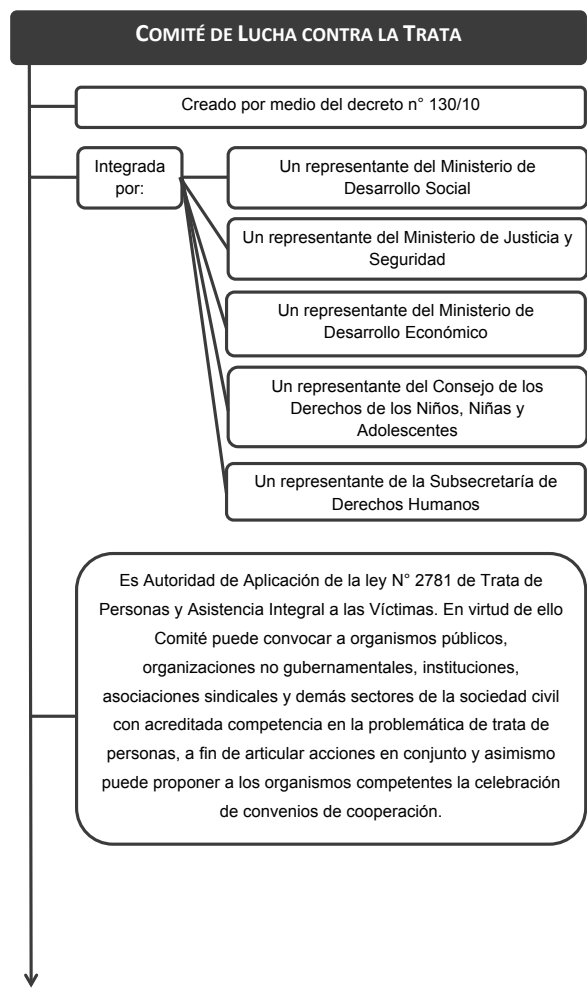 COMITÉ DE LUCHA CONTRA LA TRATA
Creado por medio del decreto n° 130/10
Integrada
por:
Un representante del Ministerio de
Desarrollo Social
Un representante del Ministerio de Justicia y
Seguridad
Un representante del Ministerio de
Desarrollo Económico
Un representante del Consejo de los
Derechos de los Niños, Niñas y
Adolescentes
Un representante de la Subsecretaría de
Derechos Humanos
Es Autoridad de Aplicación de la ley N° 2781 de Trata de
Personas y Asistencia Integral a las Víctimas. En virtud de ello
Comité puede convocar a organismos públicos,
organizaciones no gubernamentales, instituciones,
asociaciones sindicales y demás sectores de la sociedad civil
con acreditada competencia en la problemática de trata de
personas, a fin de articular acciones en conjunto y asimismo
puede proponer a los organismos competentes la celebración
de convenios de cooperación.